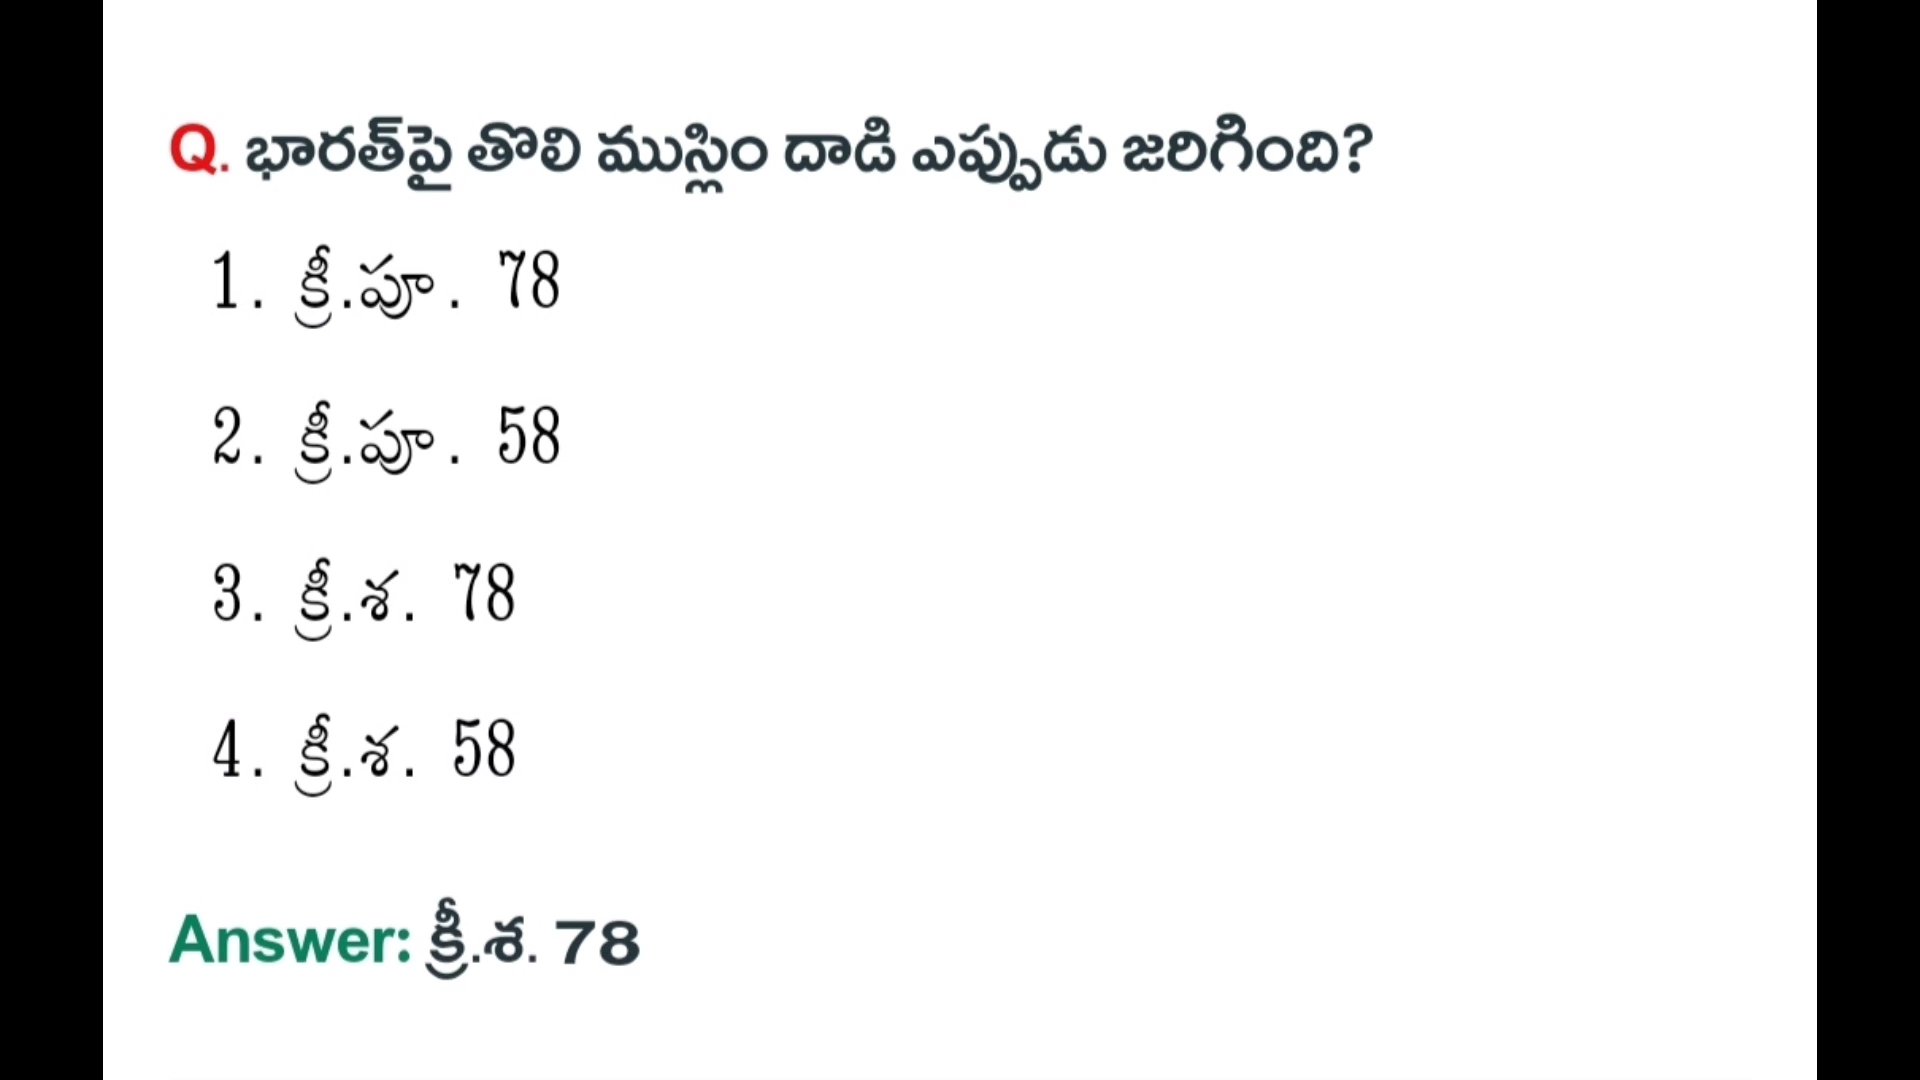 Q. భారత్‌పై తొలి ముస్లిం దాడి ఎప్పుడు జరిగింది?
1. క్రీ.పూ. 78
2. క్రీ.పూ. 58
3. క్రీ.శ. 78
4. క్రీ.శ. 58
Answer: క్రీ.శ. 78